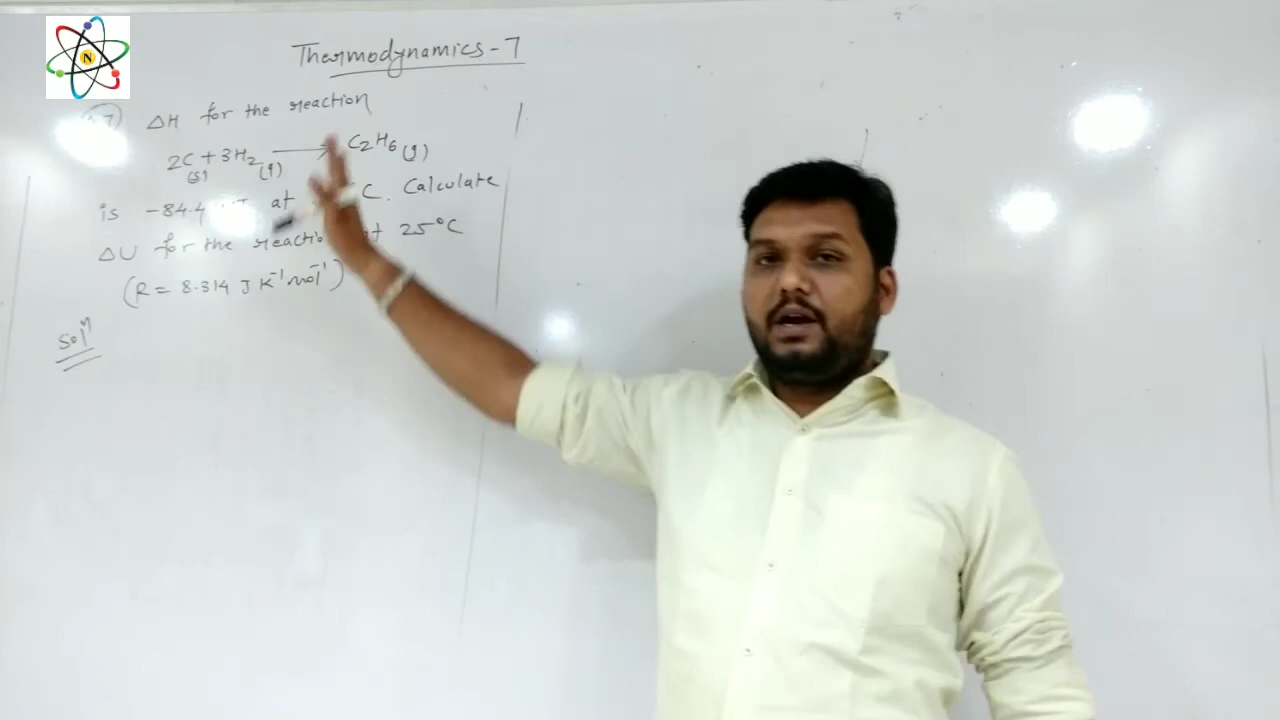 N
Thermodynamics-7
ΔH for the reaction
2C(s) + 3H2(g) → C2H6(g)
is -84.4 at C. Calculate
ΔU for the reaction at 25°C
(R = 8.314 J K⁻¹ mol⁻¹)
Solⁿ